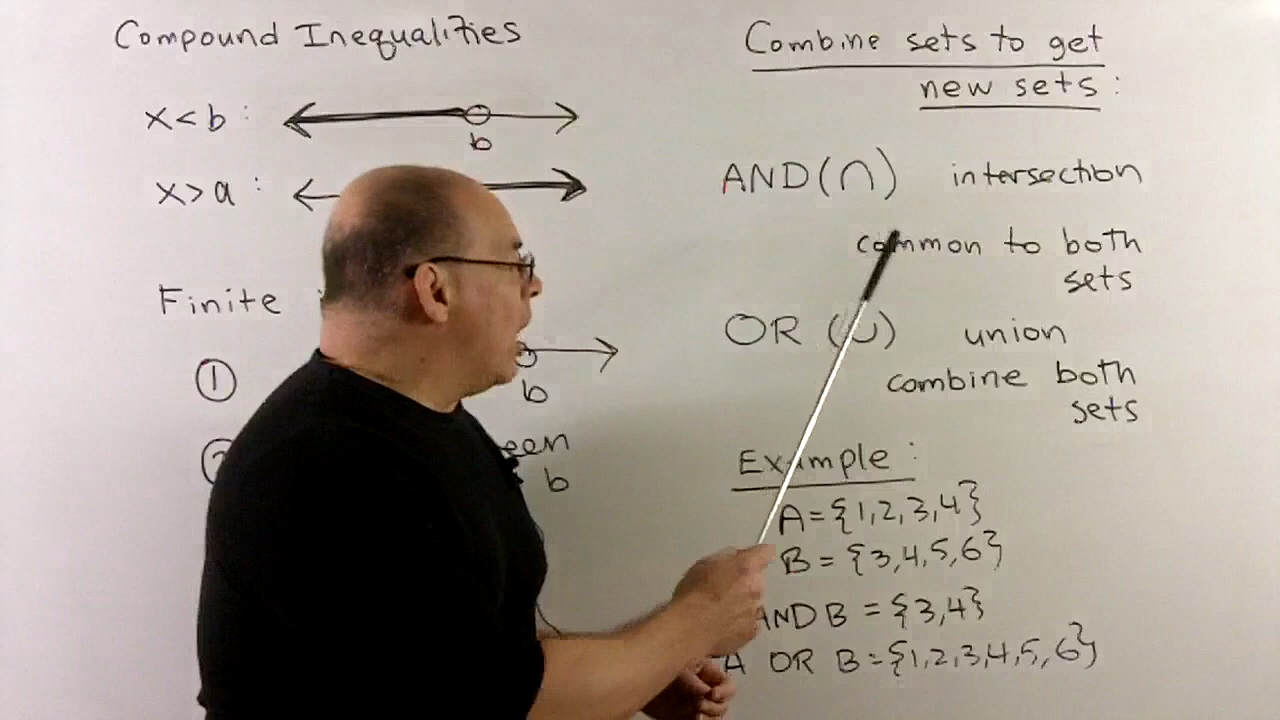 Compound Inequalities
x<b:
b
x>a:
Finite
①
b
②
b
Combine sets to get
new sets:
AND(∩) intersection
common to both
sets
OR (∪) union
combine both
sets
Example:
A={1,2,3,4}
B={3,4,5,6}
AND B={3,4}
A OR B={1,2,3,4,5,6}